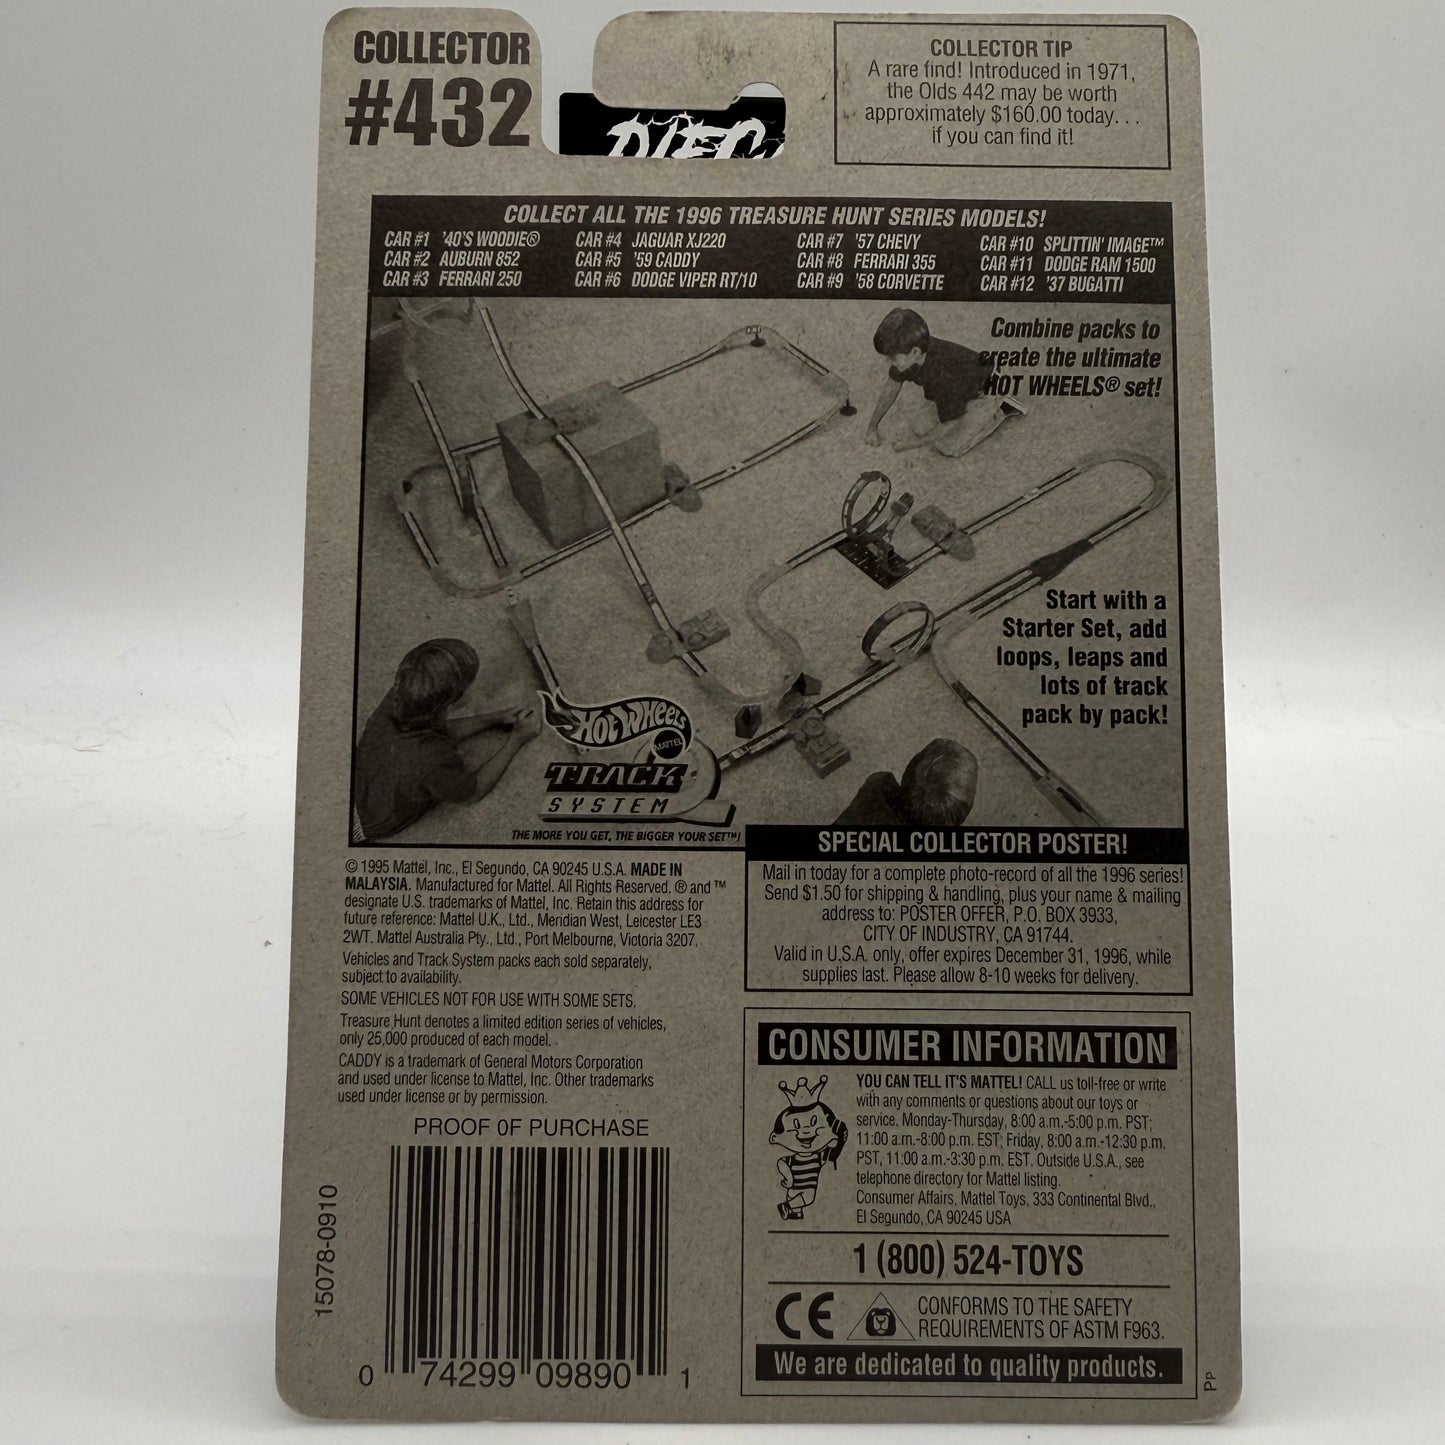 COLLECTOR
#432
COLLECTOR TIP
A rare find! Introduced in 1971,
the Olds 442 may be worth
approximately $160.00 today. . .
if you can find it!
COLLECT ALL THE 1996 TREASURE HUNT SERIES MODELS!
CAR #1 '40'S WOODIE®
CAR #2 AUBURN 852
CAR #3 FERRARI 250
CAR #4 JAGUAR XJ220
CAR #5 '59 CADDY
CAR #6 DODGE VIPER RT/10
CAR #7 '57 CHEVY
CAR #8 FERRARI 355
CAR #9 '58 CORVETTE
CAR #10 SPLITTIN' IMAGE™
CAR #11 DODGE RAM 1500
CAR #12 '37 BUGATTI
Combine packs to
create the ultimate
HOT WHEELS® set!
Start with a
Starter Set, add
loops, leaps and
lots of track
pack by pack!
HOT WHEELS
MATTEL
TRACK
SYSTEM
THE MORE YOU GET, THE BIGGER YOUR SET™!
© 1995 Mattel, Inc., El Segundo, CA 90245 U.S.A. MADE IN
MALAYSIA. Manufactured for Mattel. All Rights Reserved. ® and ™
designate U.S. trademarks of Mattel, Inc. Retain this address for
future reference: Mattel U.K., Ltd., Meridian West, Leicester LE3
2WT. Mattel Australia Pty., Ltd., Port Melbourne, Victoria 3207.
Vehicles and Track System packs each sold separately,
subject to availability.
SOME VEHICLES NOT FOR USE WITH SOME SETS.
Treasure Hunt denotes a limited edition series of vehicles,
only 25,000 produced of each model.
CADDY is a trademark of General Motors Corporation
and used under license to Mattel, Inc. Other trademarks
used under license or by permission.
PROOF OF PURCHASE
15078-0910
0 74299 09890 1
SPECIAL COLLECTOR POSTER!
Mail in today for a complete photo-record of all the 1996 series!
Send $1.50 for shipping & handling, plus your name & mailing
address to: POSTER OFFER, P.O. BOX 3933,
CITY OF INDUSTRY, CA 91744.
Valid in U.S.A. only, offer expires December 31, 1996, while
supplies last. Please allow 8-10 weeks for delivery.
CONSUMER INFORMATION
YOU CAN TELL IT'S MATTEL! CALL us toll-free or write
with any comments or questions about our toys or
service. Monday-Thursday, 8:00 a.m.-5:00 p.m. PST;
11:00 a.m.-8:00 p.m. EST; Friday, 8:00 a.m.-12:30 p.m.
PST, 11:00 a.m.-3:30 p.m. EST. Outside U.S.A., see
telephone directory for Mattel listing.
Consumer Affairs, Mattel Toys, 333 Continental Blvd.,
El Segundo, CA 90245 USA
1 (800) 524-TOYS
CE
CONFORMS TO THE SAFETY
REQUIREMENTS OF ASTM F963.
We are dedicated to quality products.
Pp